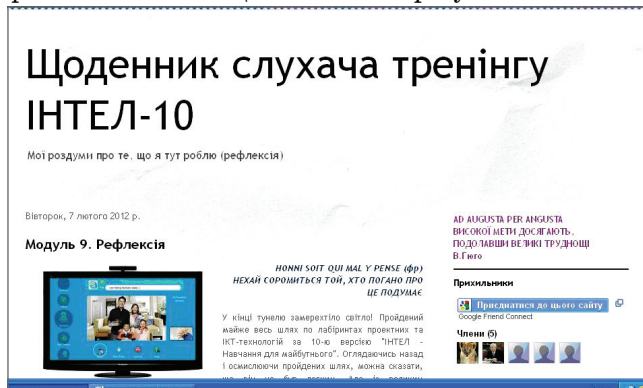 Щоденник слухача тренінгу
ІНТЕЛ-10
Мої роздуми про те, що я тут роблю (рефлексія)
Вівторок, 7 лютого 2012 р.
Модуль 9. Рефлексія
HONNI SOIT QUI MAL Y PENSE (фр)
НЕХАЙ СОРОМИТЬСЯ ТОЙ, ХТО ПОГАНО ПРО
ЦЕ ПОДУМАЄ
У кінці тунелю замерехтіло світло! Пройдений
майже весь шлях по лабіринтах проектних та
ІКТ-технологій за 10-ю версією "ІНТЕЛ -
Навчання для майбутнього". Оглядаючись назад
і осмислюючи пройдених шлях, можна сказати,
AD AUGUSTA PER ANGUSTA
ВИСОКОЇ МЕТИ ДОСЯГАЮТЬ,
ПОДОЛАВШИ ВЕЛИКІ ТРУДНОЩІ
В.Гюго
Прихильники
Приєднатися до цього сайту
Google Friend Connect
Члени (5)